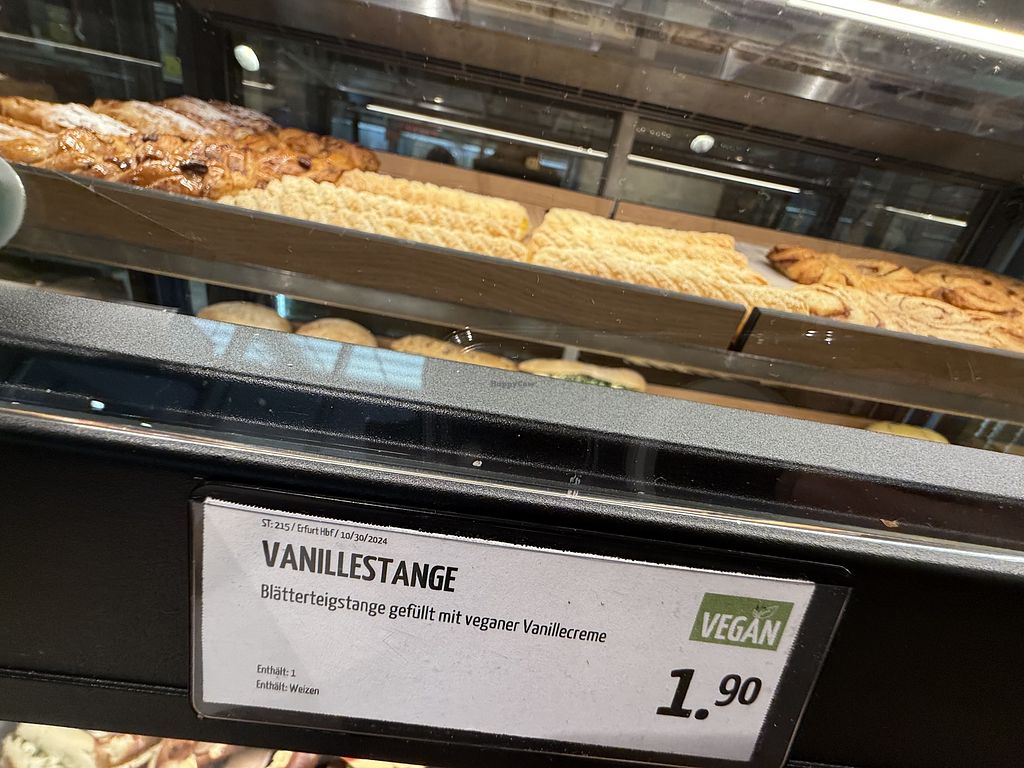 HappyCow
ST: 215 / Erfurt Hbf / 10/30/2024
VANILLESTANGE
Blätterteigstange gefüllt mit veganer Vanillecreme
VEGAN
Enthält: 1
Enthält: Weizen
1.90